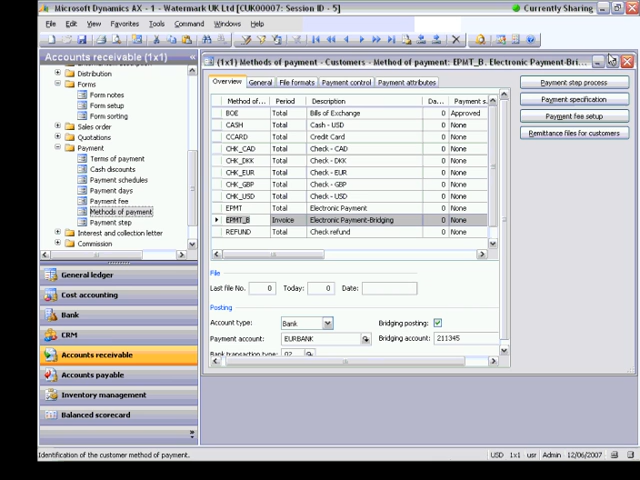 Microsoft Dynamics AX - 1 - Watermark UK Ltd [CUK00007: Session ID - 5]
Currently Sharing
File Edit View Favorites Tools Command Windows Help
Accounts receivable (1x1)
Distribution
Forms
Form notes
Form setup
Form sorting
Sales order
Quotations
Payment
Terms of payment
Cash discounts
Payment schedules
Payment days
Payment fee
Methods of payment
Payment step
Interest and collection letter
Commission
General ledger
Cost accounting
Bank
CRM
Accounts receivable
Accounts payable
Inventory management
Balanced scorecard
(1x1) Methods of payment - Customers - Method of payment: EPMT_B, Electronic Payment-Bri...
Overview General File formats Payment control Payment attributes
Method of... Period Description Da... Payment s...
BOE Total Bills of Exchange 0 Approved
CASH Total Cash - USD 0 None
CCARD Total Credit Card 0 None
CHK_CAD Total Check - CAD 0 None
CHK_DKK Total Check - DKK 0 None
CHK_EUR Total Check - EUR 0 None
CHK_GBP Total Check - GBP 0 None
CHK_USD Total Check - USD 0 None
EPMT Total Electronic Payment 0 None
EPMT_B Invoice Electronic Payment-Bridging 0 None
REFUND Total Check refund 0 None
File
Last file No. 0 Today: 0 Date:
Posting
Account type: Bank Bridging posting:
Payment account: EURBANK Bridging account: 211345
Bank transaction type: 02
Payment step process
Payment specification
Payment fee setup
Remittance files for customers
Identification of the customer method of payment.
USD 1x1 usr Admin 12/06/2007